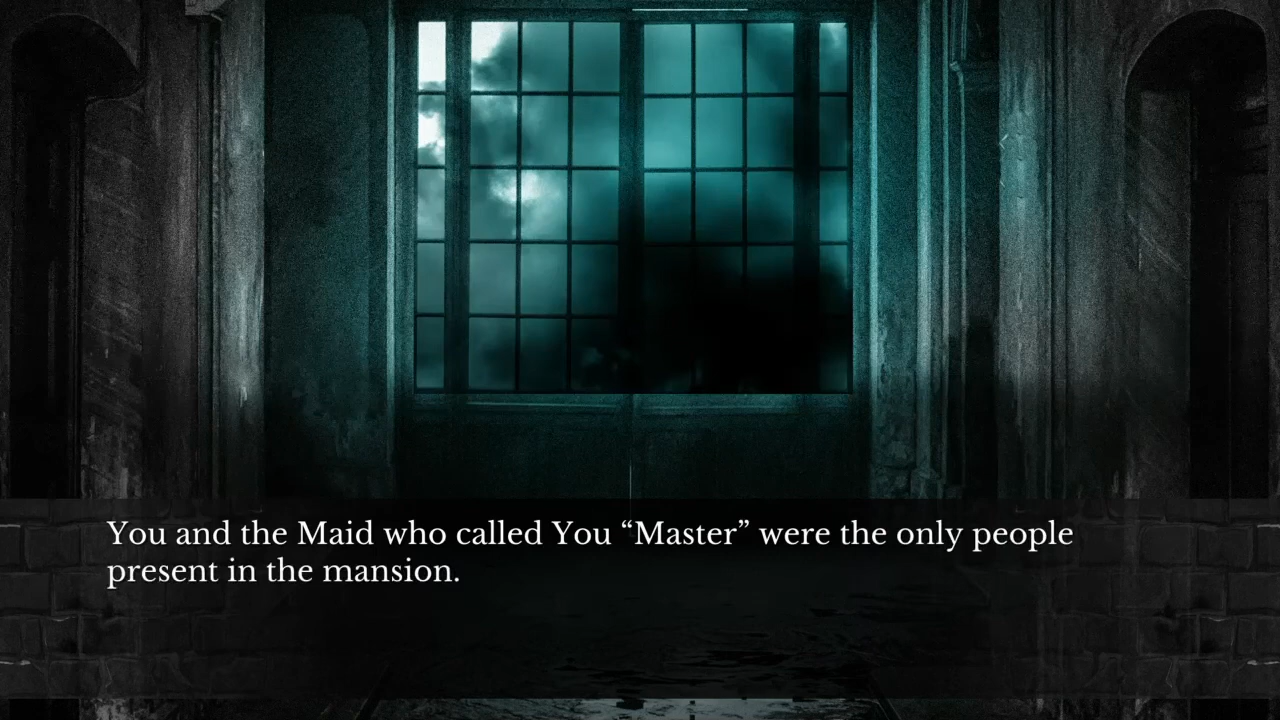 You and the Maid who called You “Master” were the only people
present in the mansion.